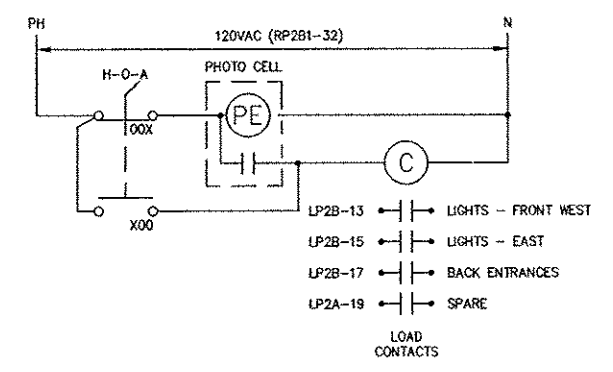 PH
N
120VAC (RP2B1-32)
H-O-A
PHOTO CELL
PE
OOX
C
XOO
LP2B-13 LIGHTS - FRONT WEST
LP2B-15 LIGHTS - EAST
LP2B-17 BACK ENTRANCES
LP2A-19 SPARE
LOAD
CONTACTS